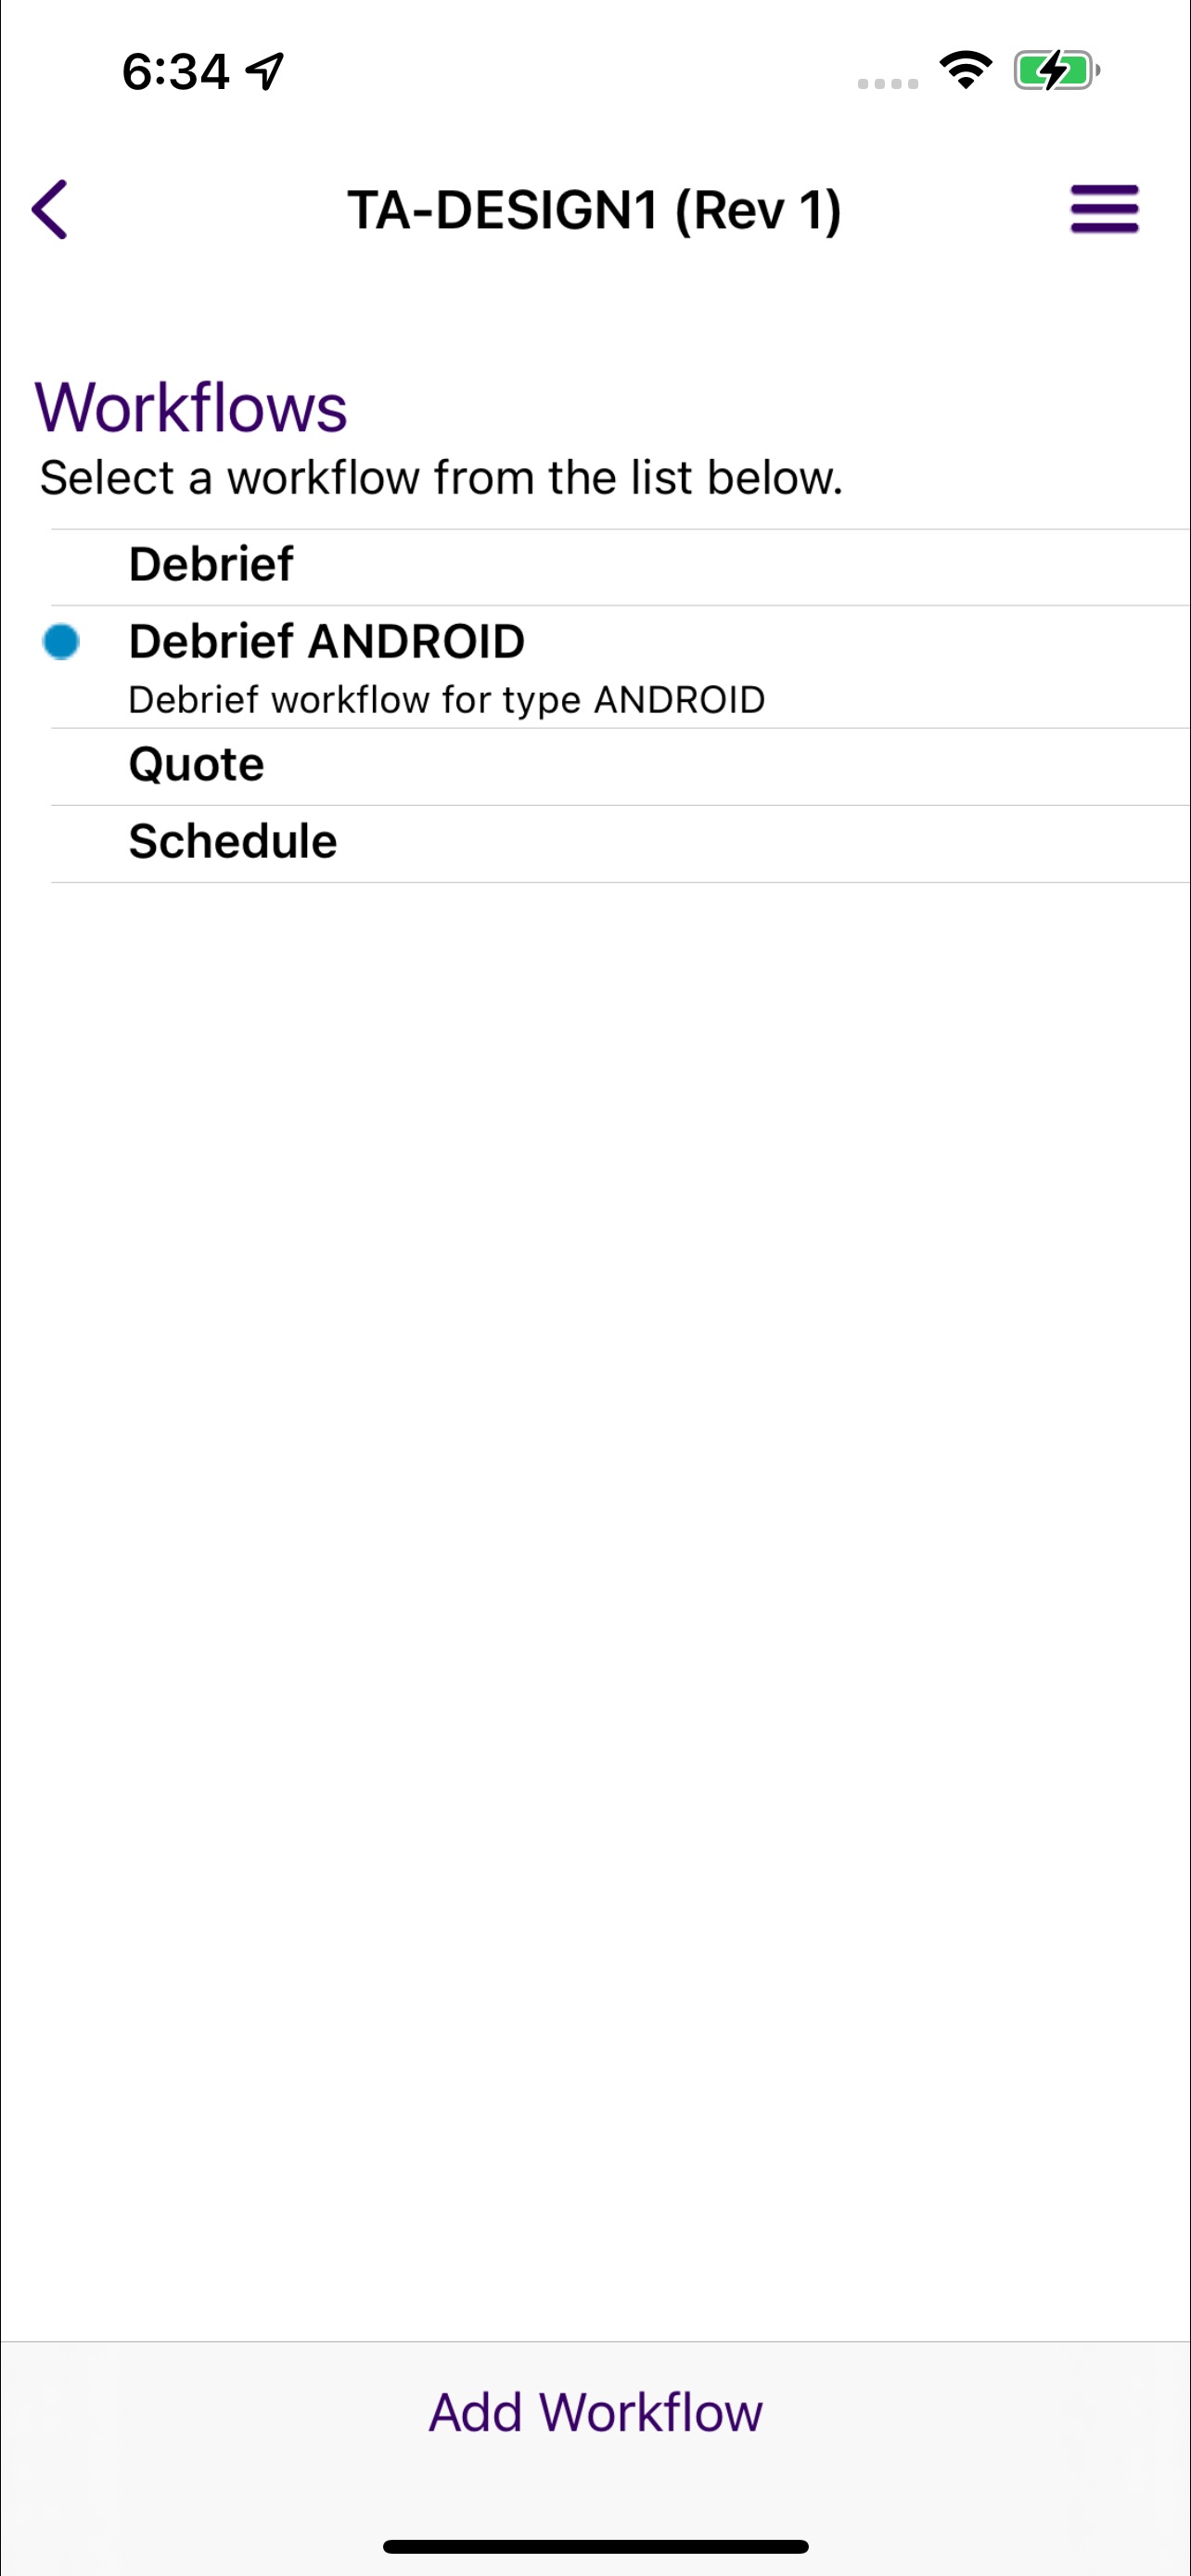 6:34
TA-DESIGN1 (Rev 1)
Workflows
Select a workflow from the list below.
Debrief
Debrief ANDROID
Debrief workflow for type ANDROID
Quote
Schedule
Add Workflow